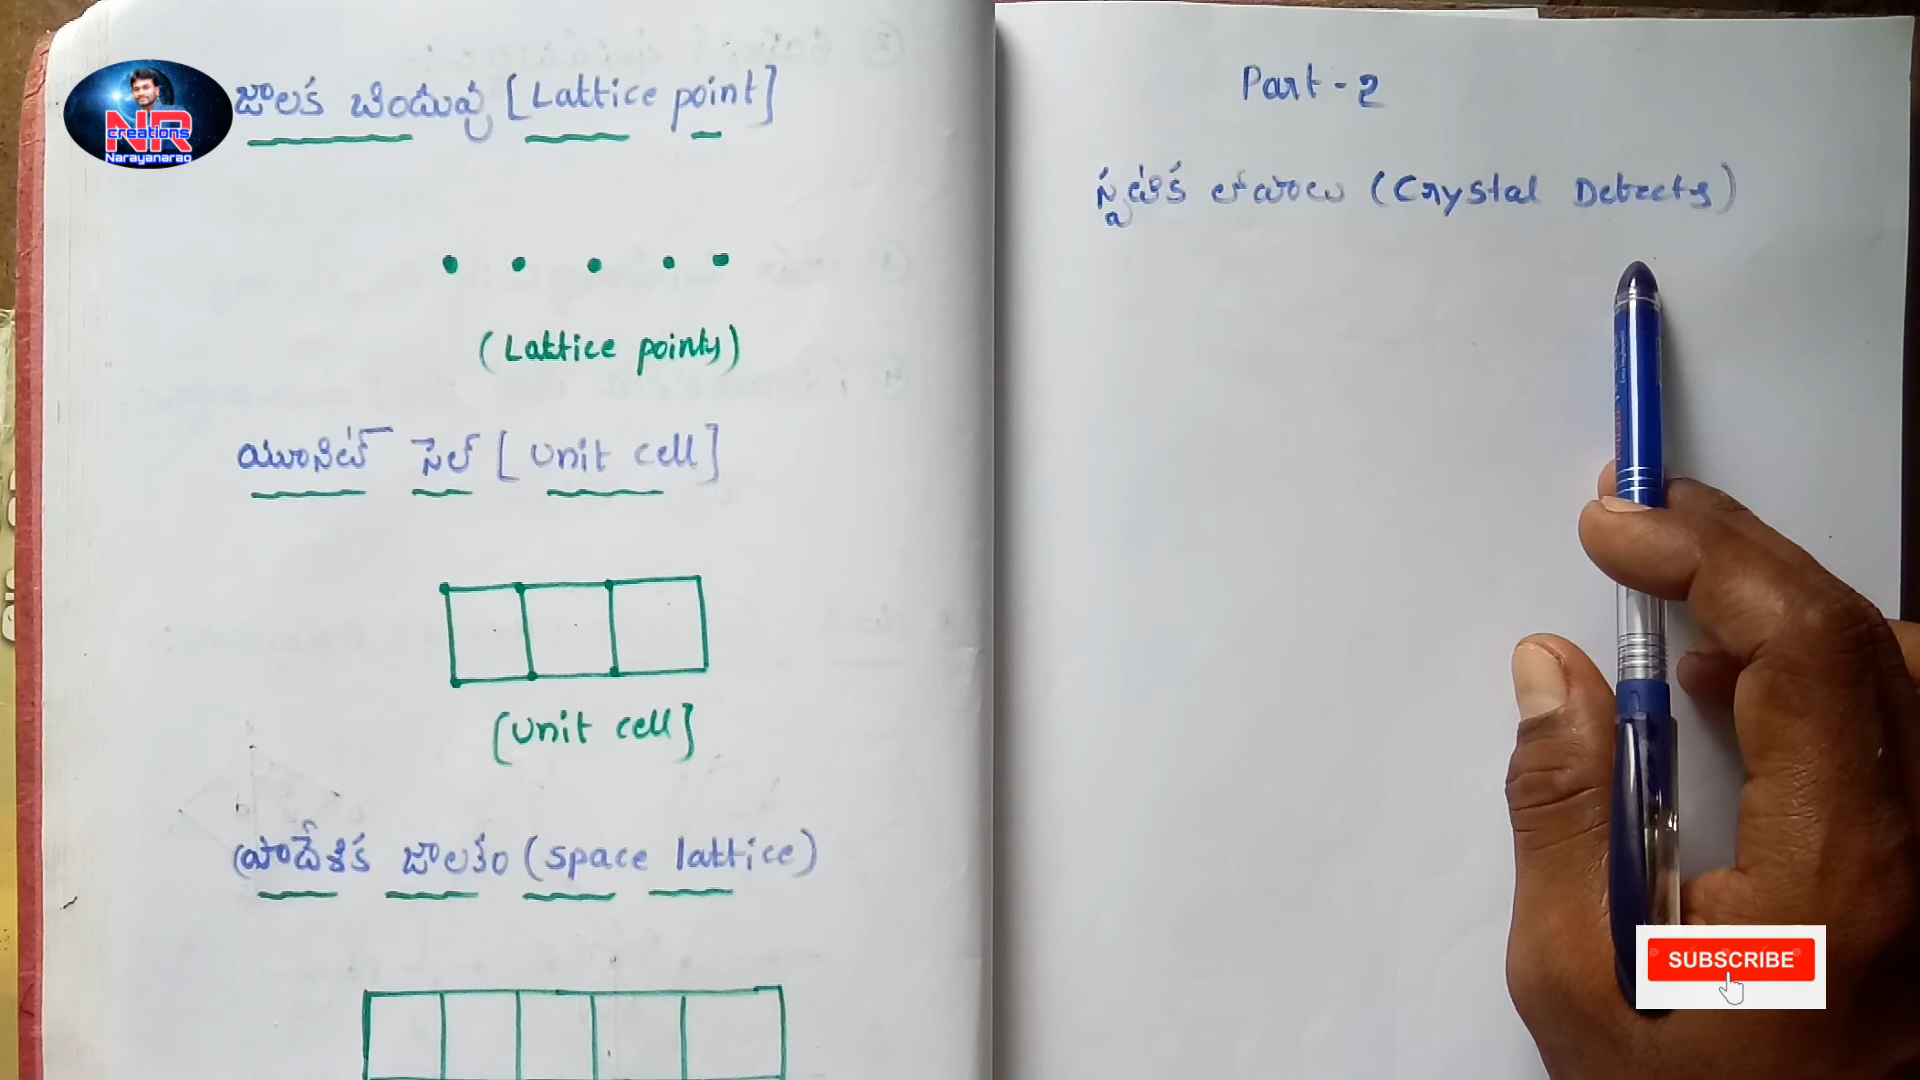 NR
creations
Narayanarao
జాలక బిందువు [Lattice point]
(Lattice points)
యూనిట్ సెల్ [Unit cell]
[Unit cell]
ప్రాదేశిక జాలకం (space lattice)
Part - 2
స్ఫటిక లోపాలు (Crystal Defects)
SUBSCRIBE